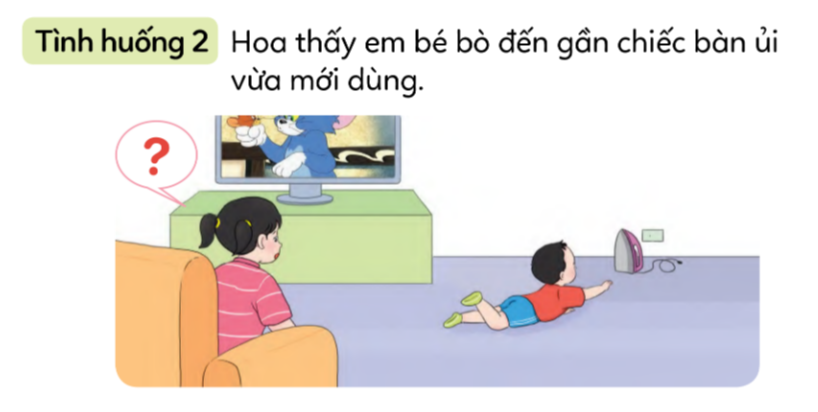 Tình huống 2 Hoa thấy em bé bò đến gần chiếc bàn ủi
vừa mới dùng.
?